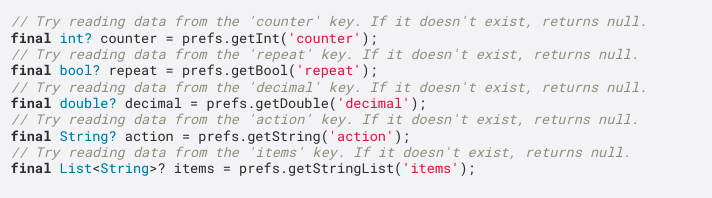 // Try reading data from the 'counter' key. If it doesn't exist, returns null.
final int? counter = prefs.getInt('counter');
// Try reading data from the 'repeat' key. If it doesn't exist, returns null.
final bool? repeat = prefs.getBool('repeat');
// Try reading data from the 'decimal' key. If it doesn't exist, returns null.
final double? decimal = prefs.getDouble('decimal');
// Try reading data from the 'action' key. If it doesn't exist, returns null.
final String? action = prefs.getString('action');
// Try reading data from the 'items' key. If it doesn't exist, returns null.
final List<String>? items = prefs.getStringList('items');